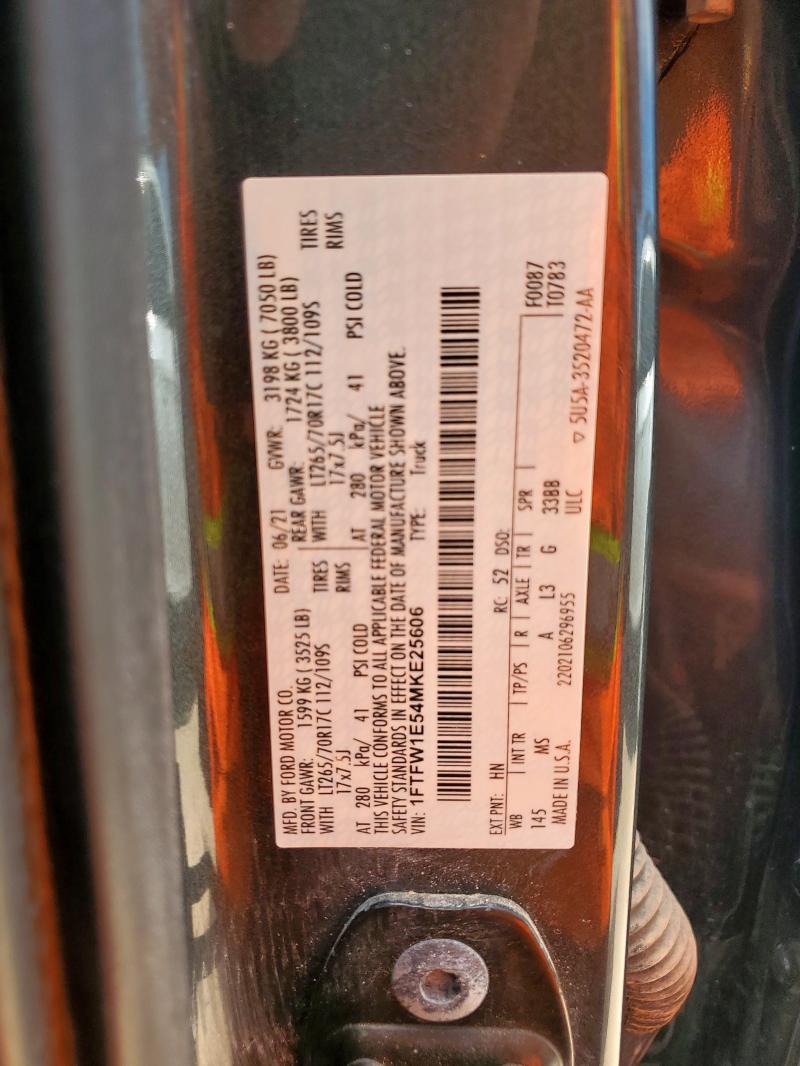 MFD. BY FORD MOTOR CO.
DATE: 06/21 GVWR: 3198 KG ( 7050 LB)
FRONT GAWR: 1599 KG ( 3525 LB) REAR GAWR: 1724 KG ( 3800 LB)
WITH LT265/70R17C 112/109S TIRES WITH LT265/70R17C 112/109S TIRES
17x7.5J RIMS 17x7.5J RIMS
AT 280 kPa/ 41 PSI COLD AT 280 kPa/ 41 PSI COLD
THIS VEHICLE CONFORMS TO ALL APPLICABLE FEDERAL MOTOR VEHICLE
SAFETY STANDARDS IN EFFECT ON THE DATE OF MANUFACTURE SHOWN ABOVE.
VIN: 1FTFW1E54MKE25606 TYPE: Truck
EXT PNT: HN RC: 52 DSO:
WB INT TR TP/PS R AXLE TR SPR F0087
145 MS A L3 G 33BB T0783
ULC
MADE IN U.S.A. 2202106296955 ▽ 5U5A-3520472-AA